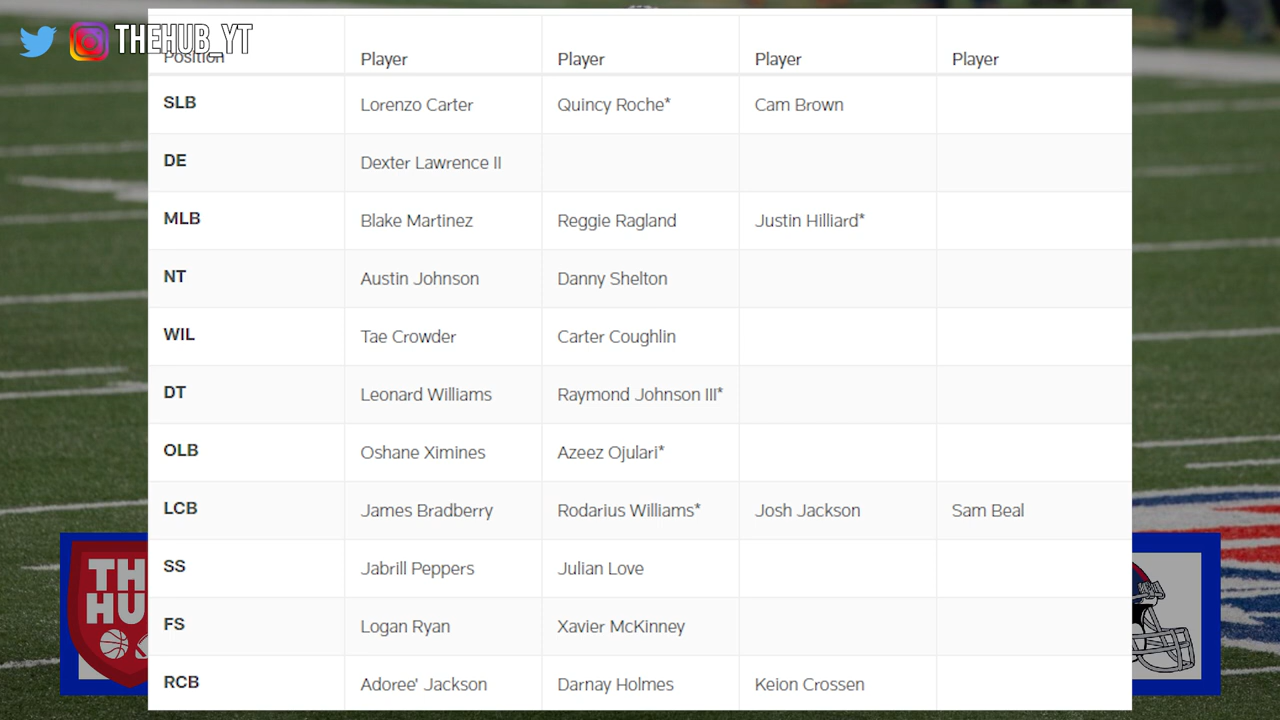 THEHUB_YT
Position Player Player Player Player
SLB Lorenzo Carter Quincy Roche* Cam Brown
DE Dexter Lawrence II
MLB Blake Martinez Reggie Ragland Justin Hilliard*
NT Austin Johnson Danny Shelton
WIL Tae Crowder Carter Coughlin
DT Leonard Williams Raymond Johnson III*
OLB Oshane Ximines Azeez Ojulari*
LCB James Bradberry Rodarius Williams* Josh Jackson Sam Beal
SS Jabrill Peppers Julian Love
FS Logan Ryan Xavier McKinney
RCB Adoree' Jackson Darnay Holmes Keion Crossen
TH
HU